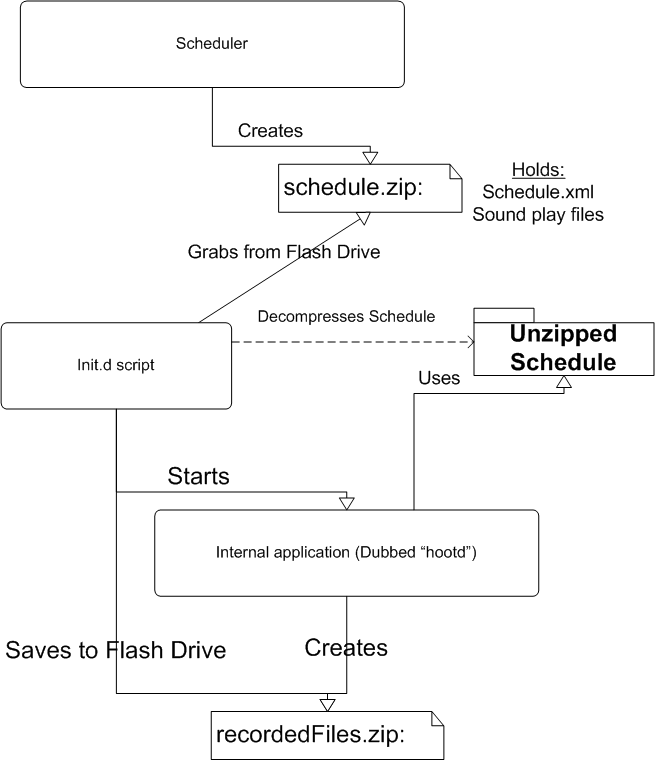 Scheduler
Creates
schedule.zip:
Holds:
Schedule.xml
Sound play files
Grabs from Flash Drive
Decompresses Schedule
Unzipped
Schedule
Init.d script
Uses
Starts
Internal application (Dubbed “hootd”)
Saves to Flash Drive
Creates
recordedFiles.zip: